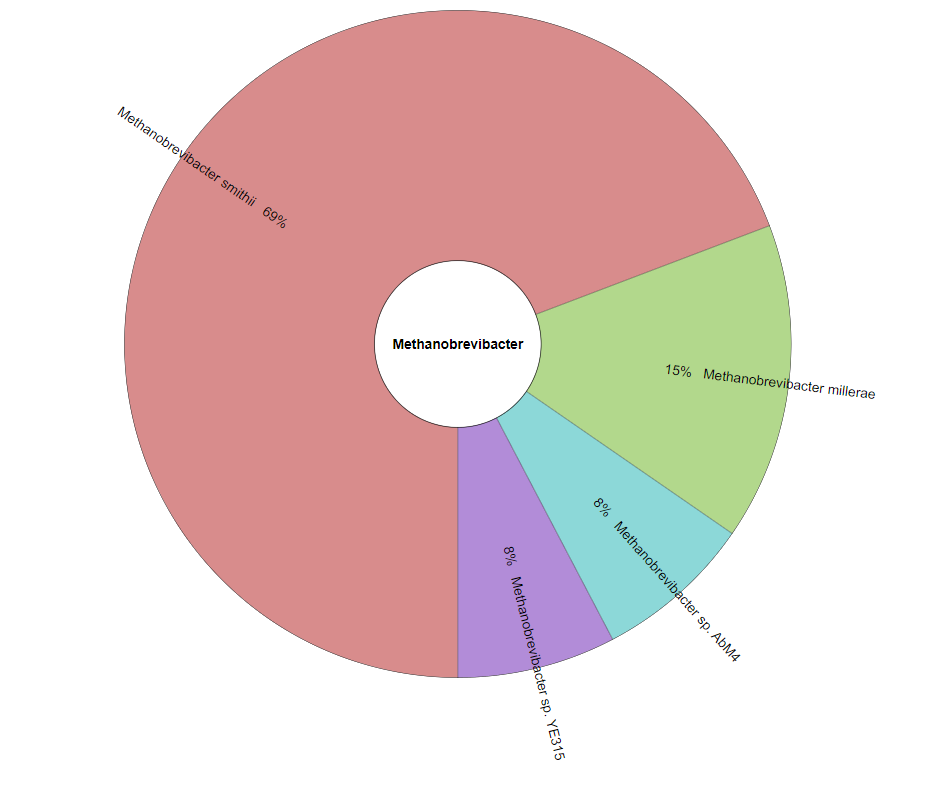 Methanobrevibacter smithii 69%
Methanobrevibacter
15% Methanobrevibacter millerae
8% Methanobrevibacter sp. AbM4
8% Methanobrevibacter sp. YE315